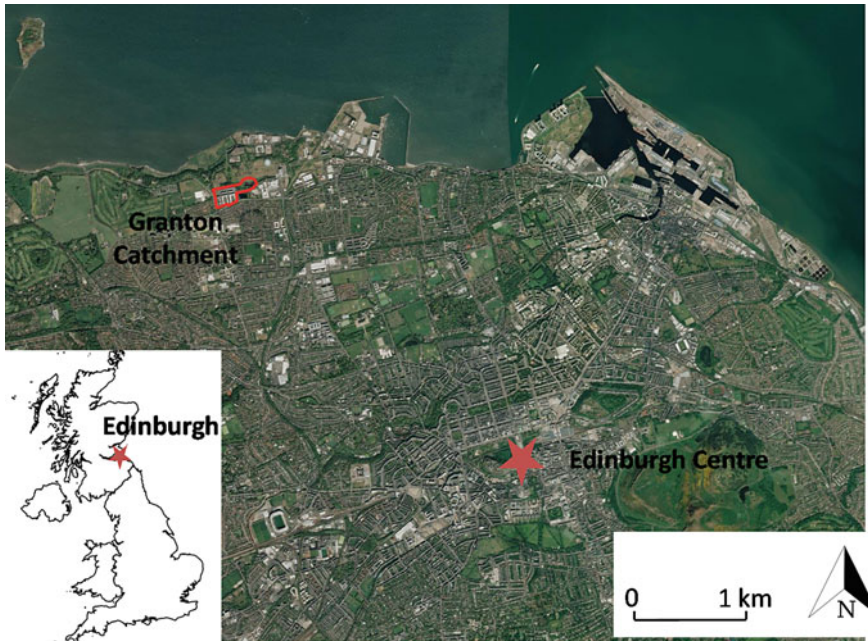 Granton
Catchment
Edinburgh
Edinburgh Centre
0 1 km
N